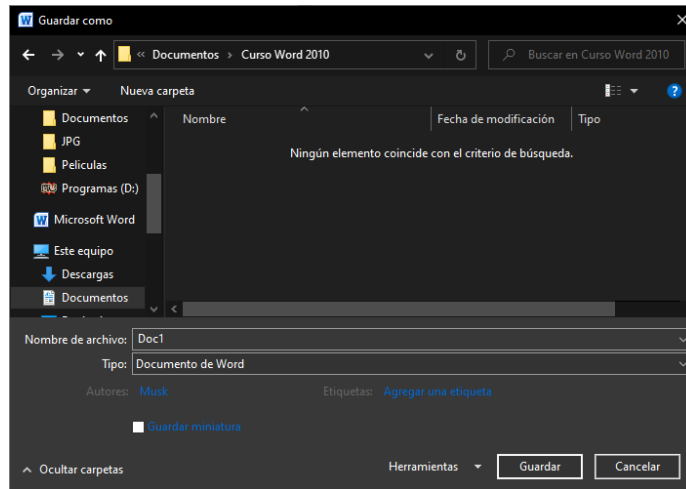 Guardar como
« Documentos › Curso Word 2010
Buscar en Curso Word 2010
Organizar
Nueva carpeta
Documentos
JPG
Peliculas
Programas (D:)
Microsoft Word
Este equipo
Descargas
Documentos
Nombre
Fecha de modificación
Tipo
Ningún elemento coincide con el criterio de búsqueda.
Nombre de archivo: Doc1
Tipo: Documento de Word
Autores: Musk
Etiquetas: Agregar una etiqueta
Guardar miniatura
Ocultar carpetas
Herramientas
Guardar
Cancelar